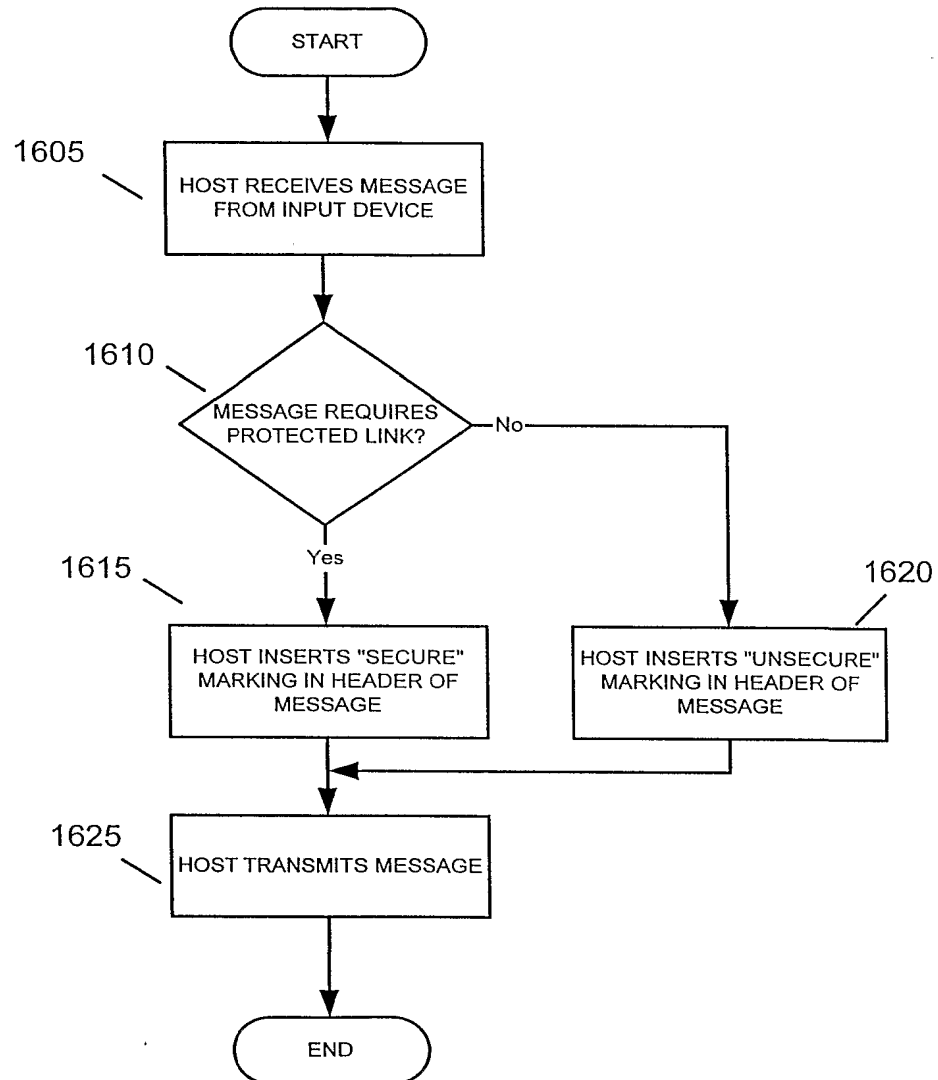 START
1605
HOST RECEIVES MESSAGE
FROM INPUT DEVICE
1610
MESSAGE REQUIRES
PROTECTED LINK?
No
Yes
1615
HOST INSERTS "SECURE"
MARKING IN HEADER OF
MESSAGE
1620
HOST INSERTS "UNSECURE"
MARKING IN HEADER OF
MESSAGE
1625
HOST TRANSMITS MESSAGE
END